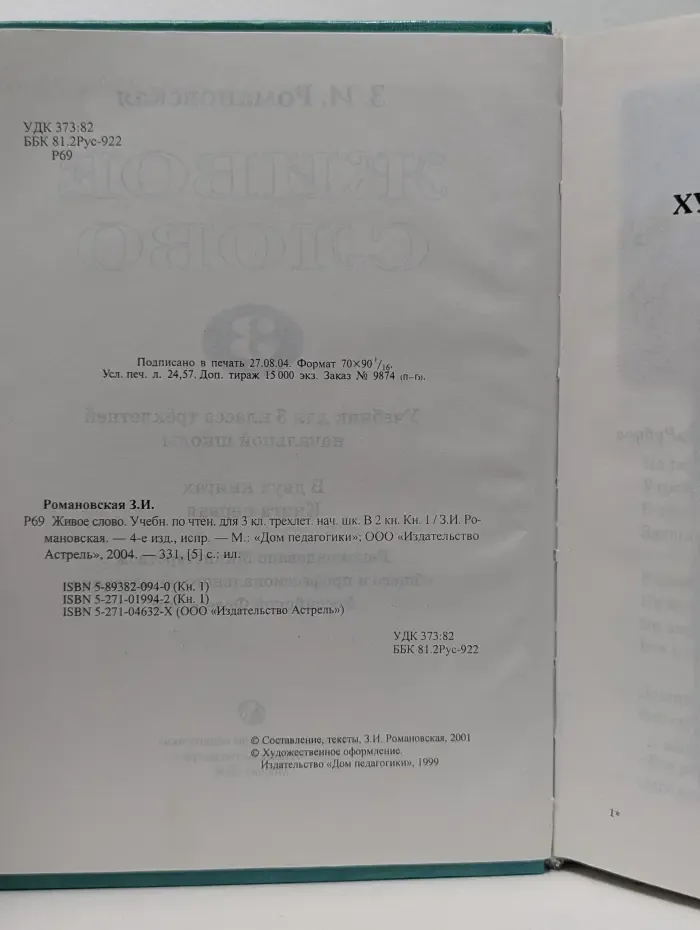 УДК 373:82
ББК 81.2Рус-922
Р69
Подписано в печать 27.08.04. Формат 70×90 1/16.
Усл. печ. л. 24,57. Доп. тираж 15 000 экз. Заказ № 9874 (п-г).
Романовская З.И.
Р69 Живое слово. Учебн. по чтен. для 3 кл. трехлет. нач. шк. В 2 кн. Кн. 1 / З.И. Ро-
мановская. — 4-е изд., испр. — М.: «Дом педагогики»; ООО «Издательство
Астрель», 2004. — 331, [5] с.: ил.
ISBN 5-89382-094-0 (Кн. 1)
ISBN 5-271-01994-2 (Кн. 1)
ISBN 5-271-04632-X (ООО «Издательство Астрель»)
УДК 373:82
ББК 81.2Рус-922
© Составление, тексты, З.И. Романовская, 2001
© Художественное оформление.
Издательство «Дом педагогики», 1999
ХУ
1*